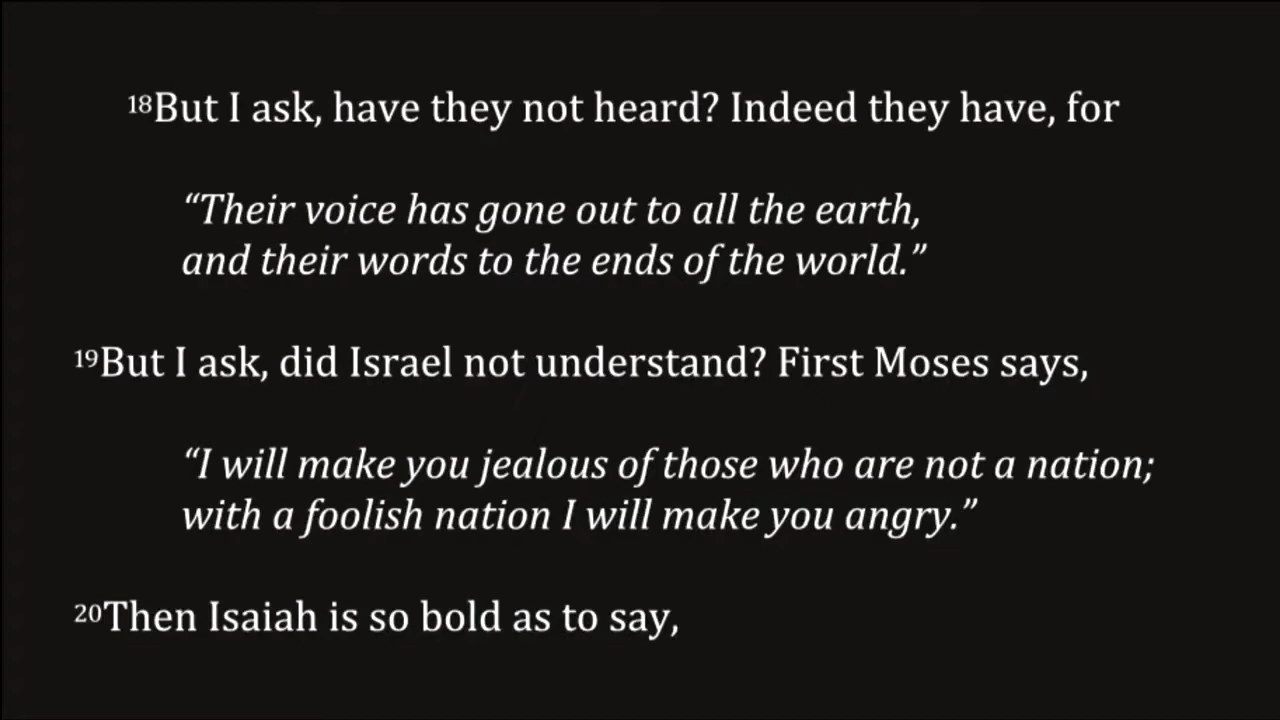 18But I ask, have they not heard? Indeed they have, for
“Their voice has gone out to all the earth,
and their words to the ends of the world.”
19But I ask, did Israel not understand? First Moses says,
“I will make you jealous of those who are not a nation;
with a foolish nation I will make you angry.”
20Then Isaiah is so bold as to say,